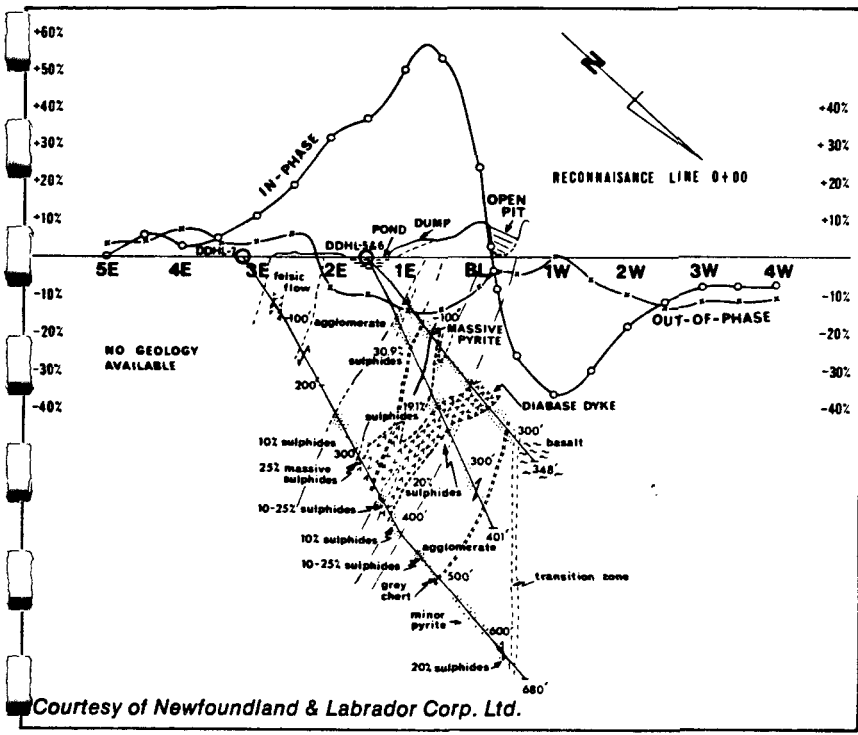 +60%
+50%
+40%
+30%
+20%
+10%
-10%
-20%
-30%
-40%
+40%
+30%
+20%
+10%
-10%
-20%
-30%
-40%
N
RECONNAISANCE LINE 0+00
IN-PHASE
OPEN
PIT
DUMP
POND
DDHL-5&6
DDHL-2
5E 4E 3E 2E 1E BL 1W 2W 3W 4W
OUT-OF-PHASE
felsic
flow
100
agglomerate
100
MASSIVE
PYRITE
30.9%
sulphides
NO GEOLOGY
AVAILABLE
200
19.1%
sulphides
DIABASE DYKE
10% sulphides
300'
300'
basalt
348'
25% massive
sulphides
300'
20%
sulphides
10-25% sulphides
400'
401'
10% sulphides
agglomerate
10-25% sulphides
500'
grey
chert
transition zone
minor
pyrite
600'
20% sulphides
680'
Courtesy of Newfoundland & Labrador Corp. Ltd.